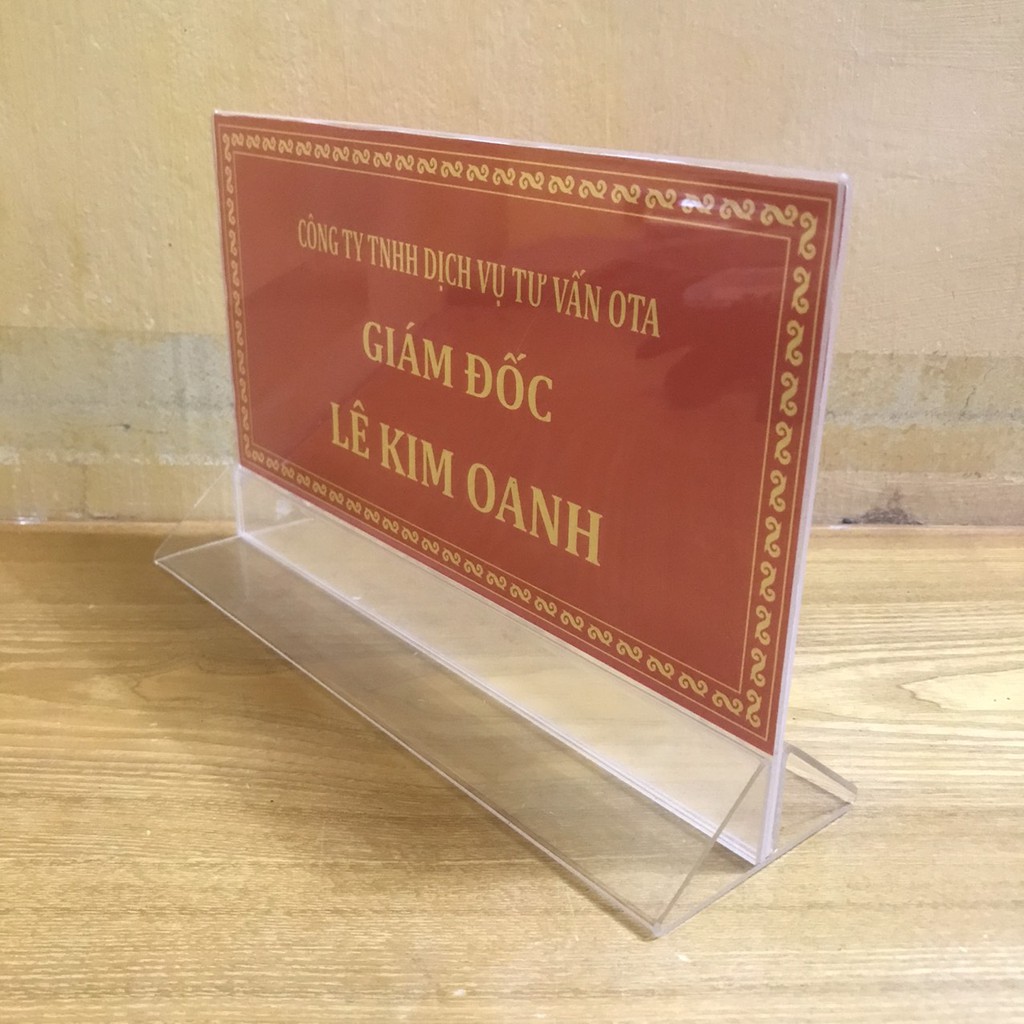 CÔNG TY TNHH DỊCH VỤ TƯ VẤN OTA
GIÁM ĐỐC
LÊ KIM OANH